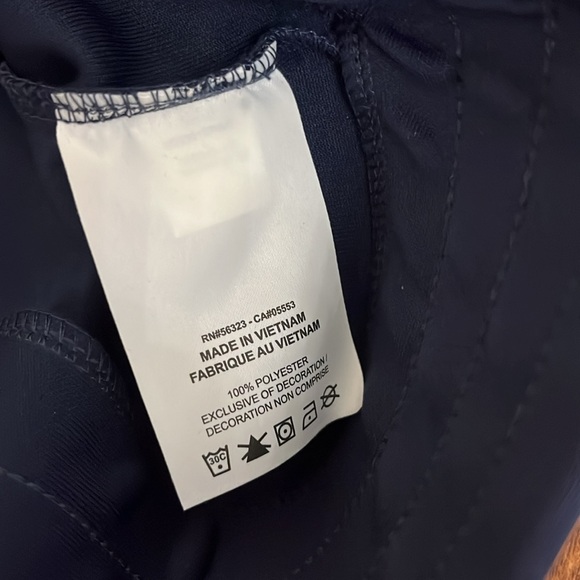 RN#56323 - CA#05553
MADE IN VIETNAM
FABRIQUE AU VIETNAM
100% POLYESTER
EXCLUSIVE OF DECORATION /
DECORATION NON COMPRISE
30C